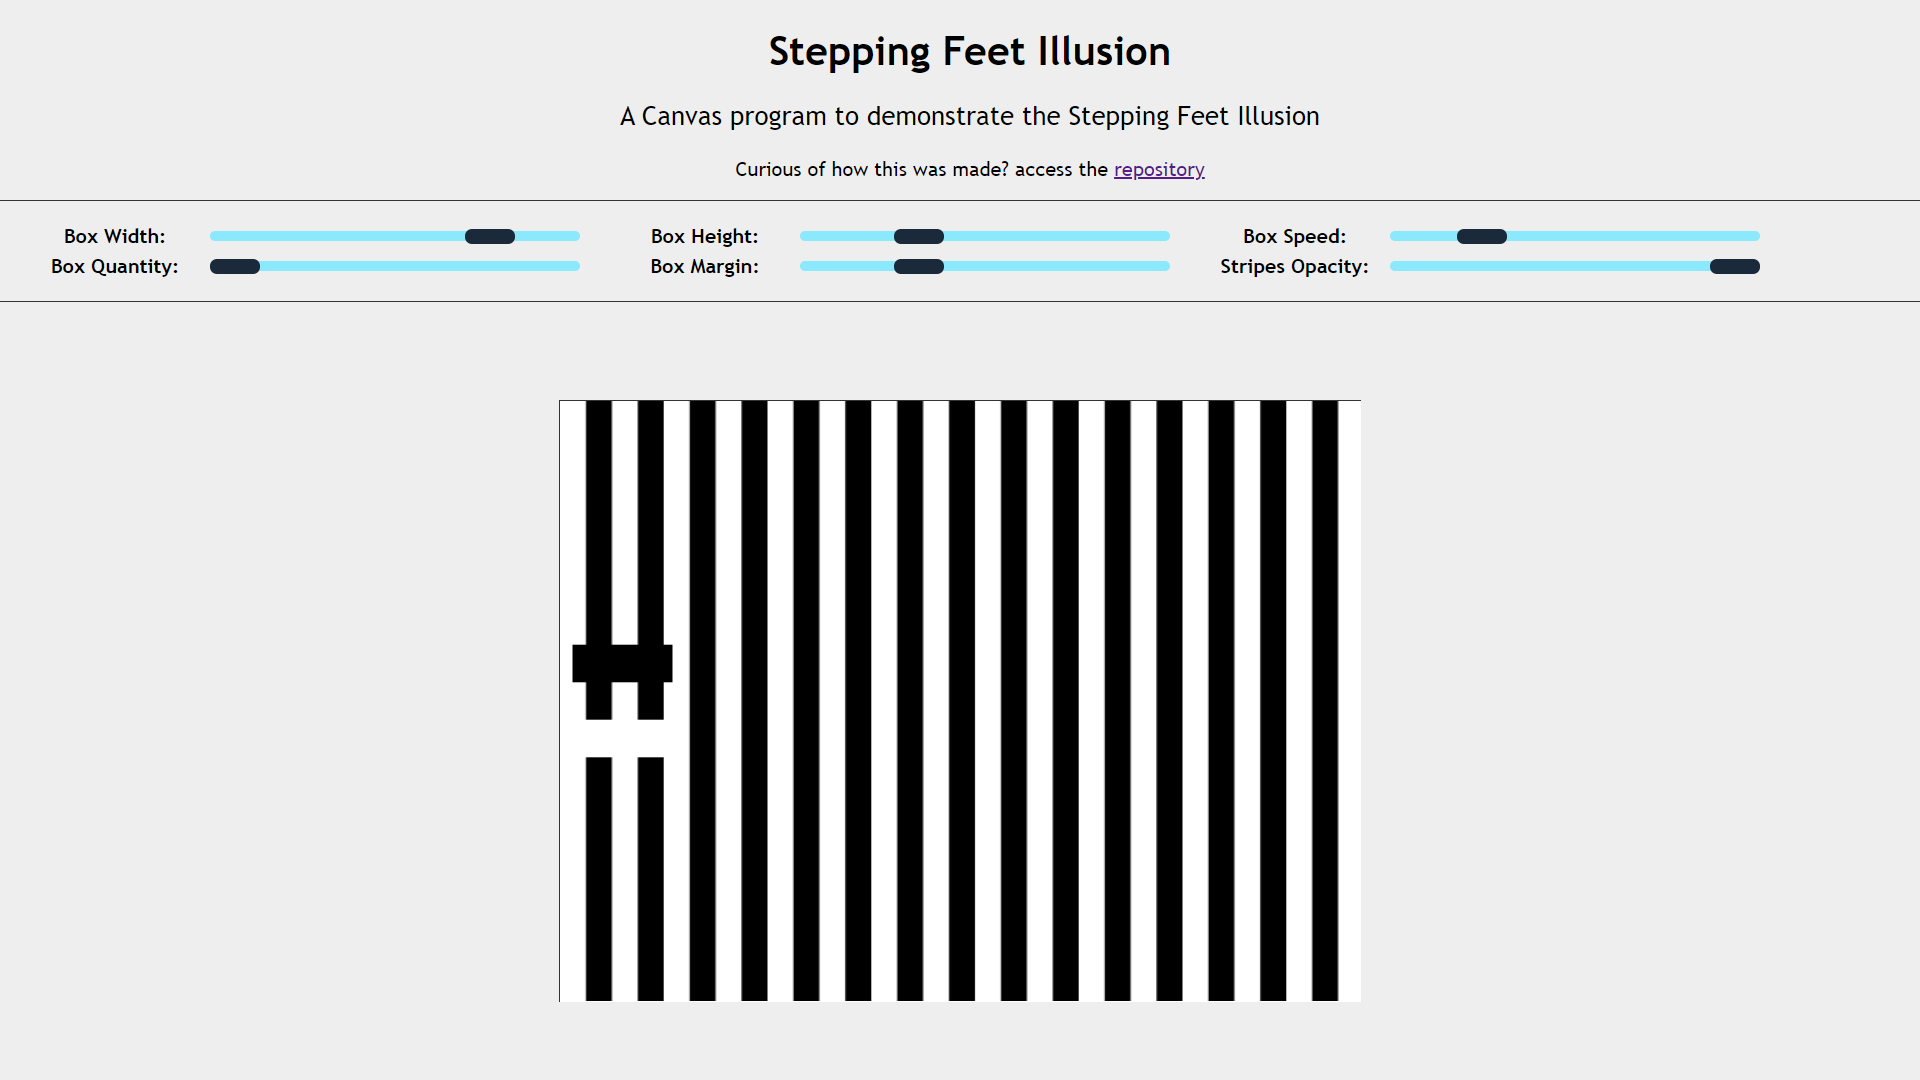 Stepping Feet Illusion
A Canvas program to demonstrate the Stepping Feet Illusion
Curious of how this was made? access the repository
Box Width:
Box Height:
Box Speed:
Box Quantity:
Box Margin:
Stripes Opacity: